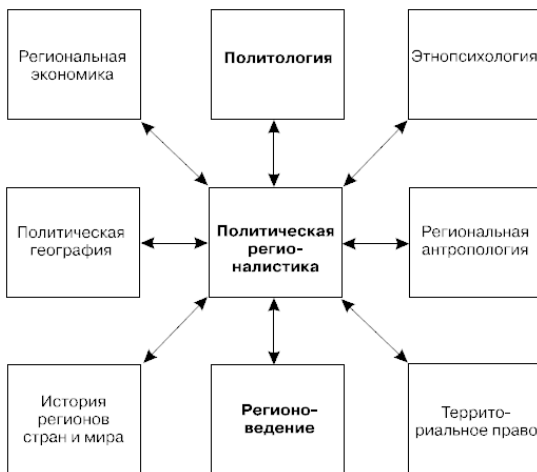 Региональная
экономика
Политология
Этнопсихология
Политическая
география
Политическая
регио-
налистика
Региональная
антропология
История
регионов
стран и мира
Регионо-
ведение
Террито-
риальное право